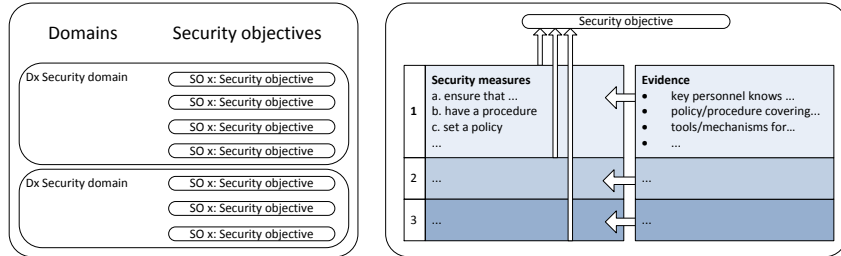 Domains Security objectives
Dx Security domain
SO x: Security objective
SO x: Security objective
SO x: Security objective
SO x: Security objective
Dx Security domain
SO x: Security objective
SO x: Security objective
SO x: Security objective
Security objective
1
Security measures
a. ensure that ...
b. have a procedure
c. set a policy
...
Evidence
• key personnel knows ...
• policy/procedure covering...
• tools/mechanisms for...
• ...
2 ... ...
3 ... ...